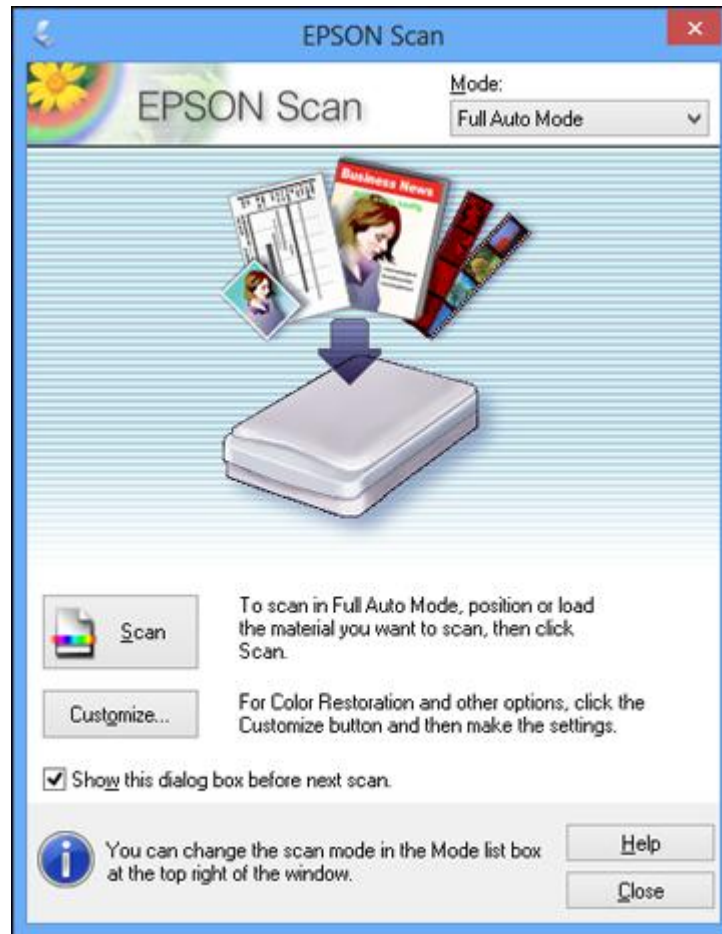 EPSON Scan
EPSON Scan
Mode:
Full Auto Mode
Business News
Scan
To scan in Full Auto Mode, position or load
the material you want to scan, then click
Scan.
Customize...
For Color Restoration and other options, click the
Customize button and then make the settings.
Show this dialog box before next scan.
You can change the scan mode in the Mode list box
at the top right of the window.
Help
Close